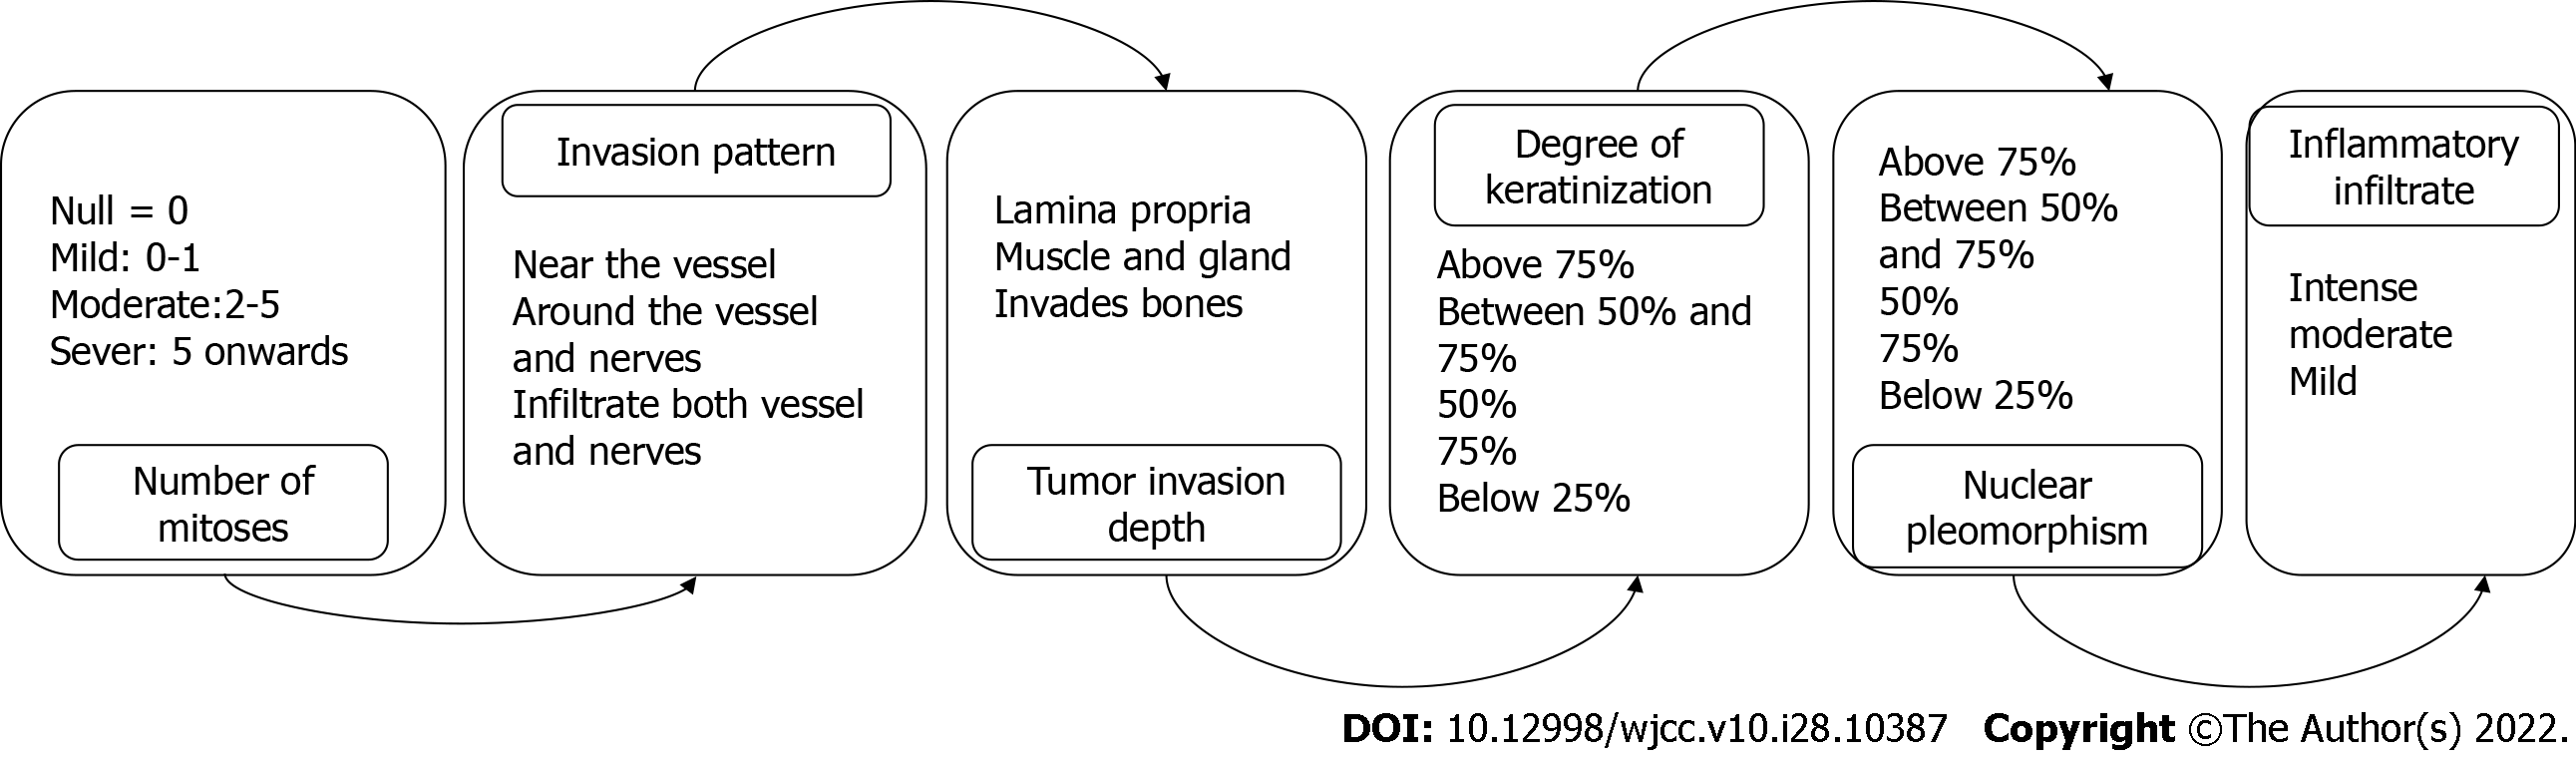 Null = 0
Mild: 0-1
Moderate:2-5
Sever: 5 onwards
Number of
mitoses
Invasion pattern
Near the vessel
Around the vessel
and nerves
Infiltrate both vessel
and nerves
Lamina propria
Muscle and gland
Invades bones
Tumor invasion
depth
Degree of
keratinization
Above 75%
Between 50% and
75%
50%
75%
Below 25%
Above 75%
Between 50%
and 75%
50%
75%
Below 25%
Nuclear
pleomorphism
Inflammatory
infiltrate
Intense
moderate
Mild
DOI: 10.12998/wjcc.v10.i28.10387 Copyright ©The Author(s) 2022.